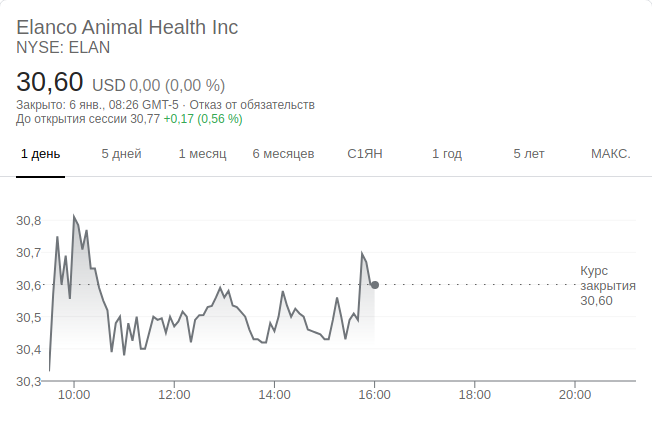 Elanco Animal Health Inc
NYSE: ELAN
30,60 USD 0,00 (0,00 %)
Закрыто: 6 янв., 08:26 GMT-5 · Отказ от обязательств
До открытия сессии 30,77 +0,17 (0,56 %)
1 день 5 дней 1 месяц 6 месяцев С1ЯН 1 год 5 лет МАКС.
30,8
30,7
30,6
30,5
30,4
30,3
Курс
закрытия
30,60
10:00 12:00 14:00 16:00 18:00 20:00